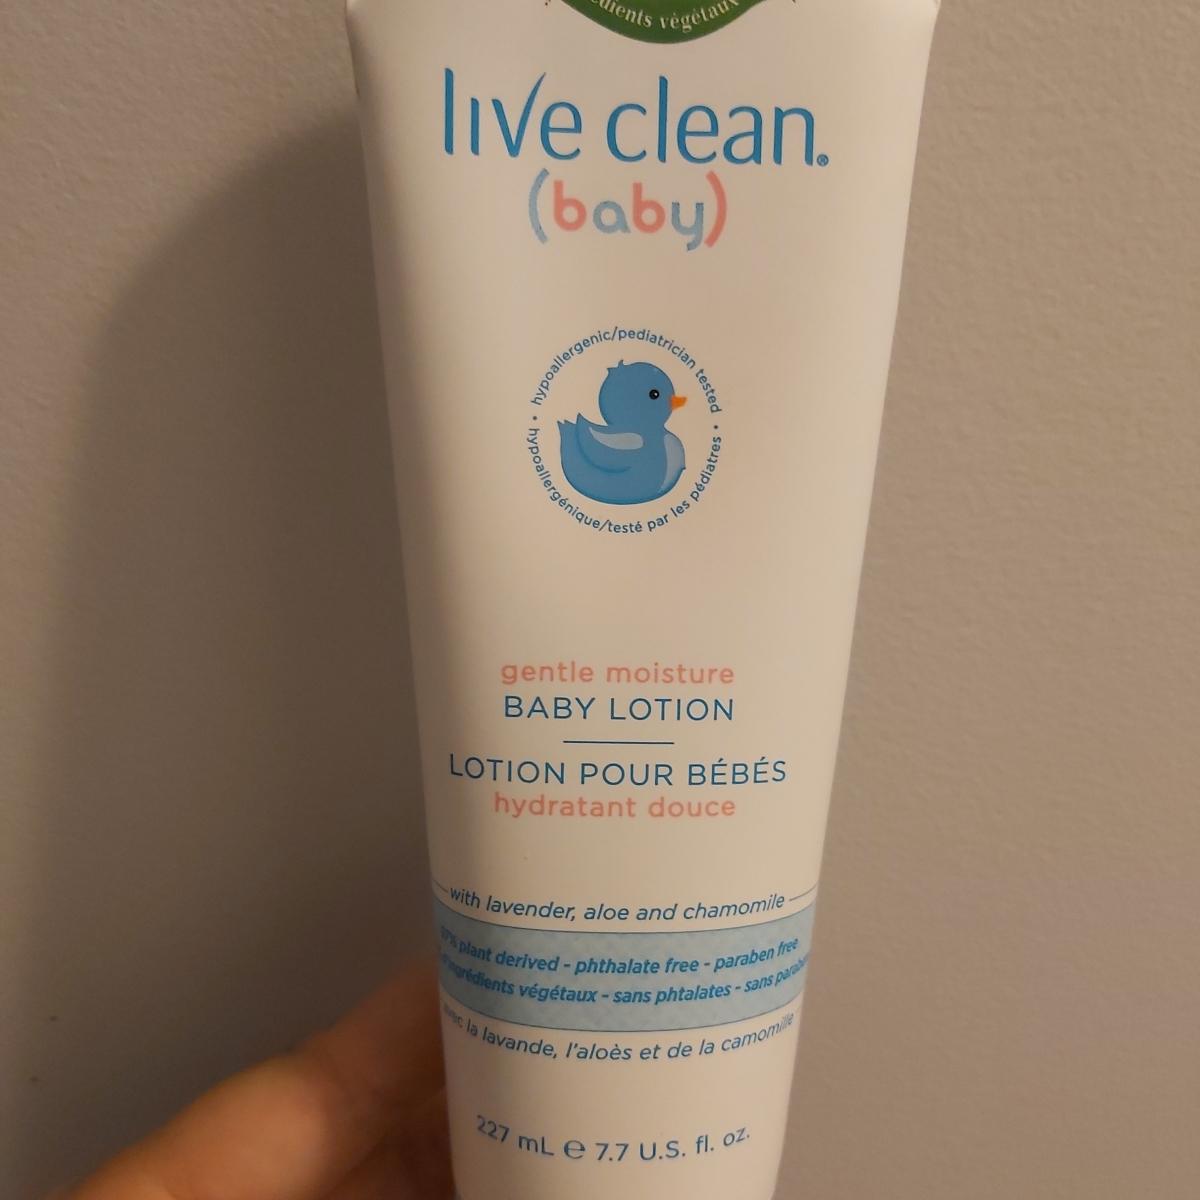 végétaux
live clean®
(baby)
hypoallergenic/pediatrician tested •
hypoallergénique/testé par les pédiatres •
gentle moisture
BABY LOTION
LOTION POUR BÉBÉS
hydratant douce
with lavender, aloe and chamomile
plant derived - phthalate free - paraben free
d'ingrédients végétaux - sans phtalates - sans
la lavande, l'aloès et de la camomille
227 mL ℮ 7.7 U.S. fl. oz.